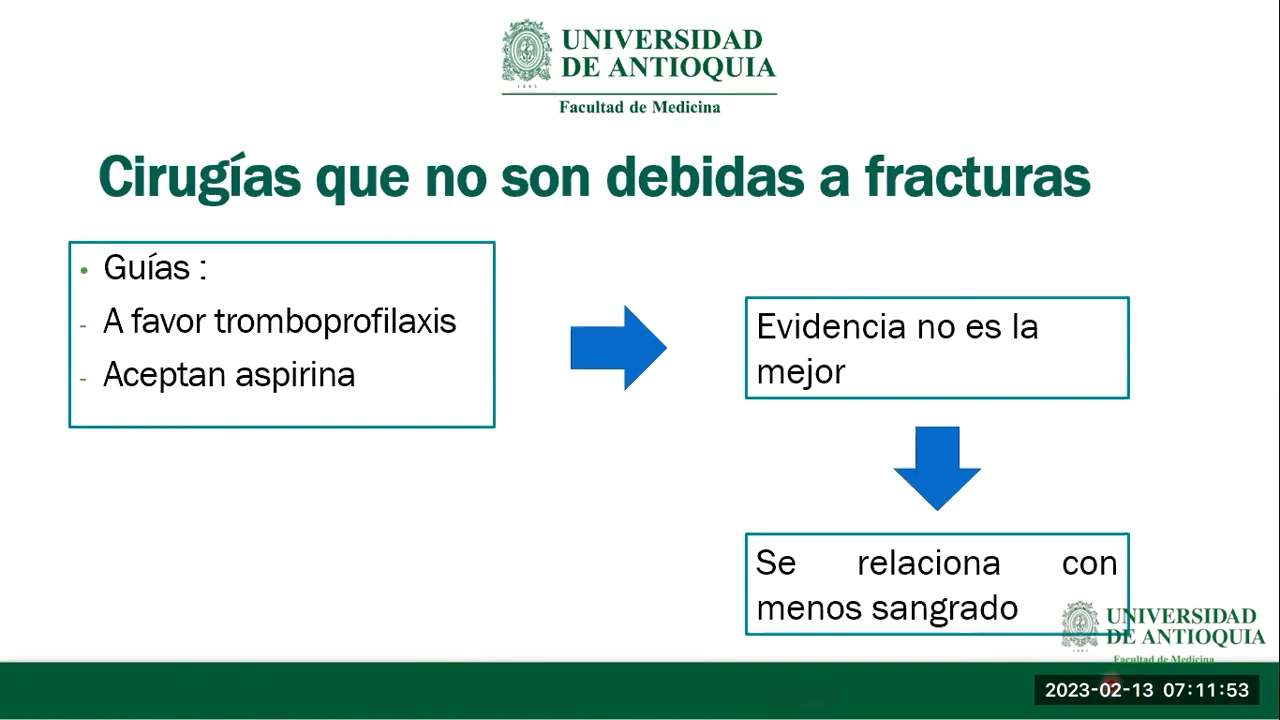 UNIVERSIDAD
DE ANTIOQUIA
1803
Facultad de Medicina
Cirugías que no son debidas a fracturas
• Guías :
- A favor tromboprofilaxis
- Aceptan aspirina
Evidencia no es la
mejor
Se relaciona con
menos sangrado
UNIVERSIDAD
DE ANTIOQUIA
1803
Facultad de Medicina
2023-02-13 07:11:53